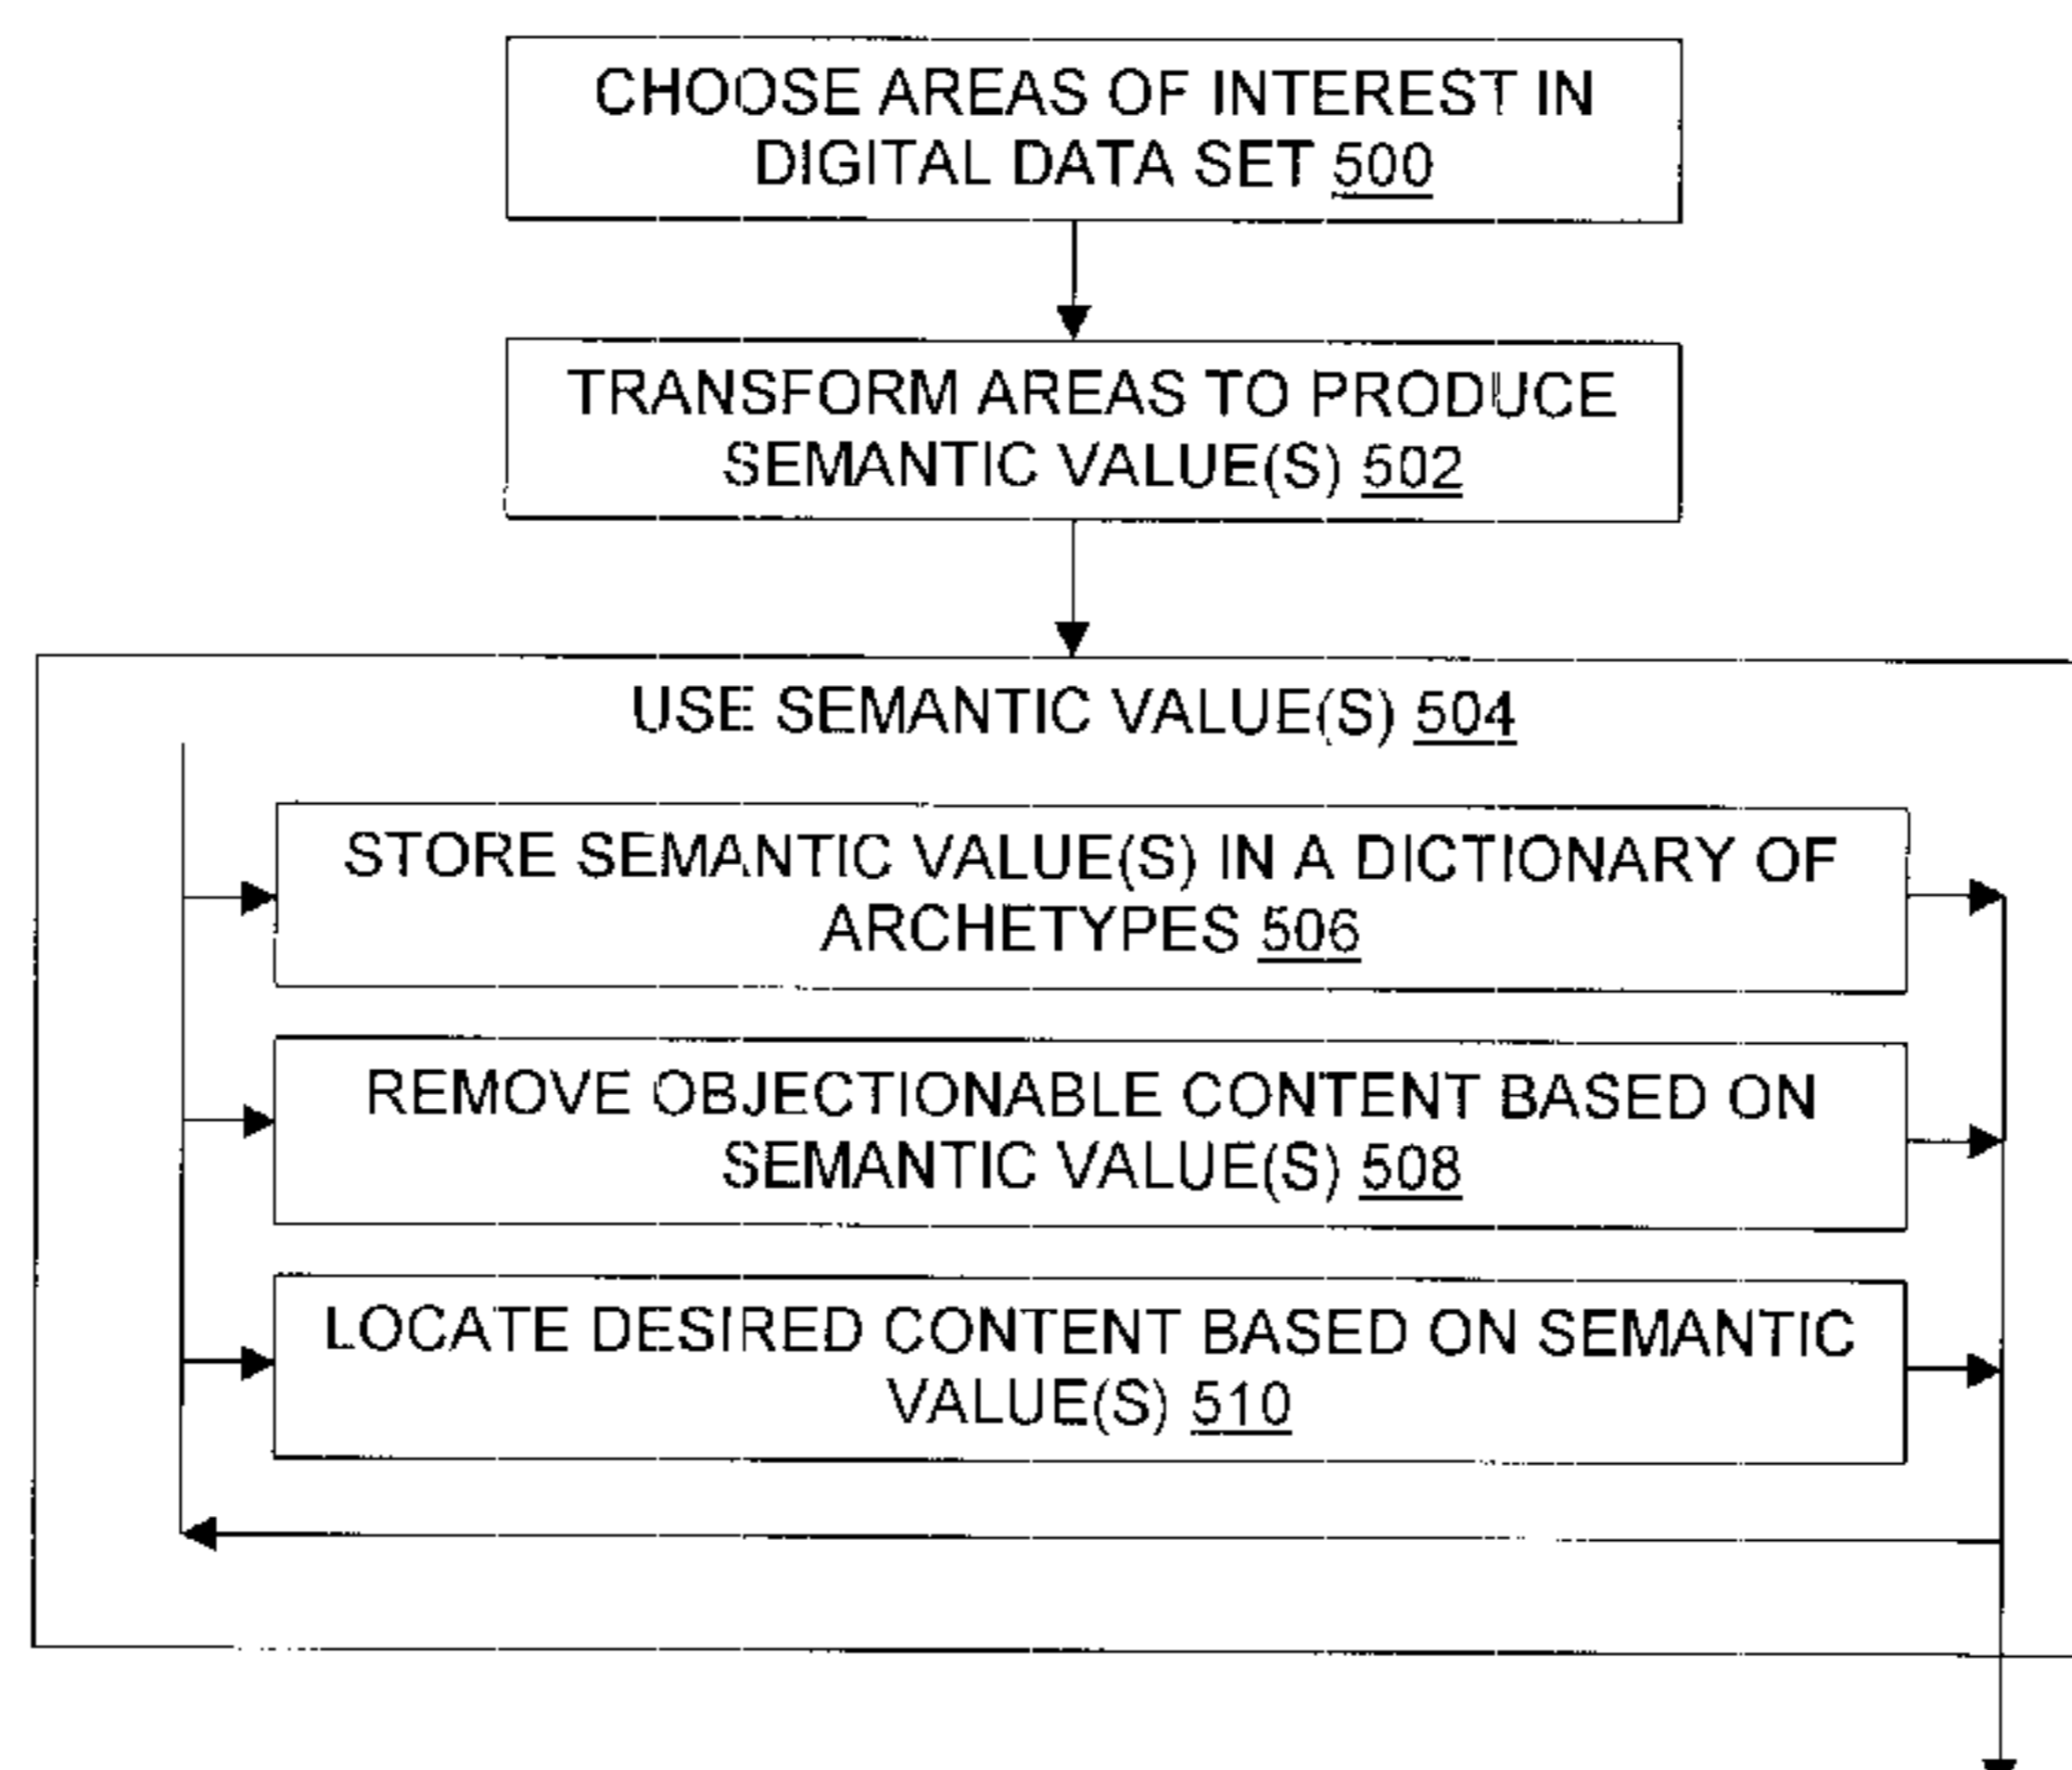 CHOOSE AREAS OF INTEREST IN
DIGITAL DATA SET 500
TRANSFORM AREAS TO PRODUCE
SEMANTIC VALUE(S) 502
USE SEMANTIC VALUE(S) 504
STORE SEMANTIC VALUE(S) IN A DICTIONARY OF
ARCHETYPES 506
REMOVE OBJECTIONABLE CONTENT BASED ON
SEMANTIC VALUE(S) 508
LOCATE DESIRED CONTENT BASED ON SEMANTIC
VALUE(S) 510